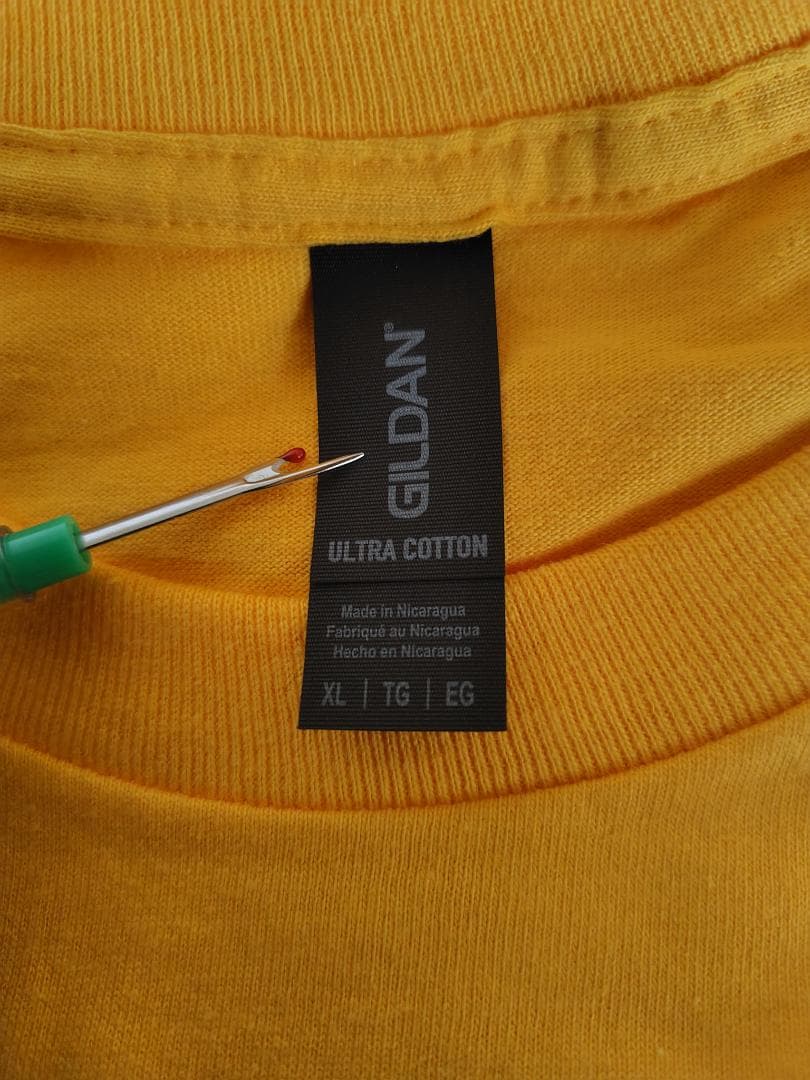 GILDAN®
ULTRA COTTON
Made in Nicaragua
Fabriqué au Nicaragua
Hecho en Nicaragua
XL | TG | EG